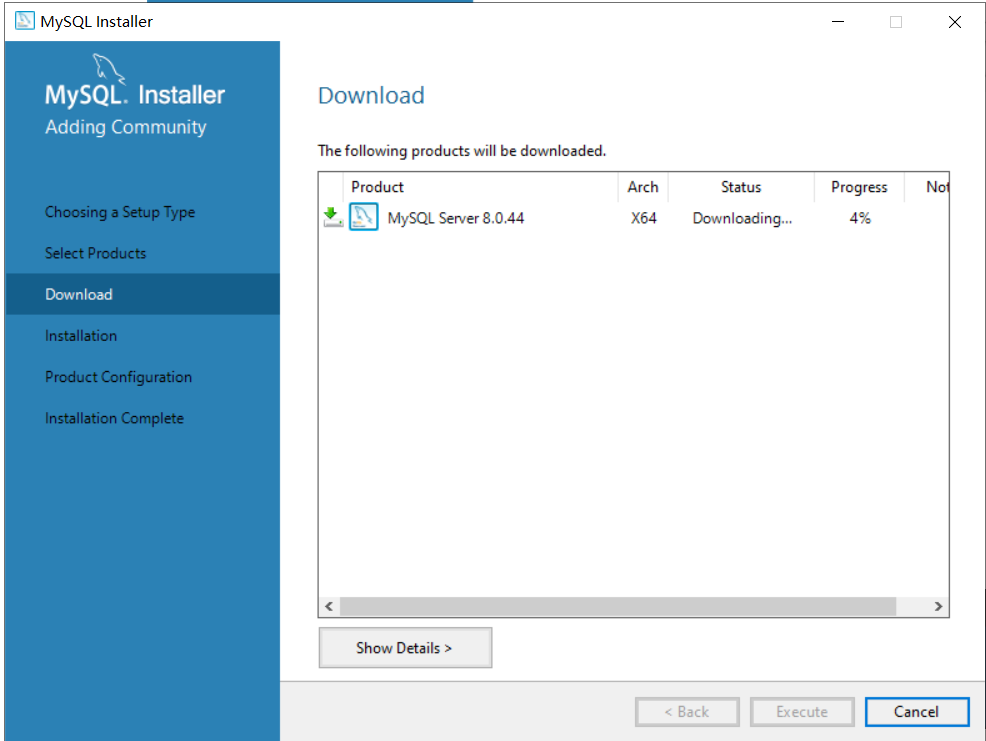 MySQL Installer
MySQL. Installer
Adding Community
Choosing a Setup Type
Select Products
Download
Installation
Product Configuration
Installation Complete
Download
The following products will be downloaded.
Product Arch Status Progress Not
MySQL Server 8.0.44 X64 Downloading... 4%
Show Details >
< Back Execute Cancel